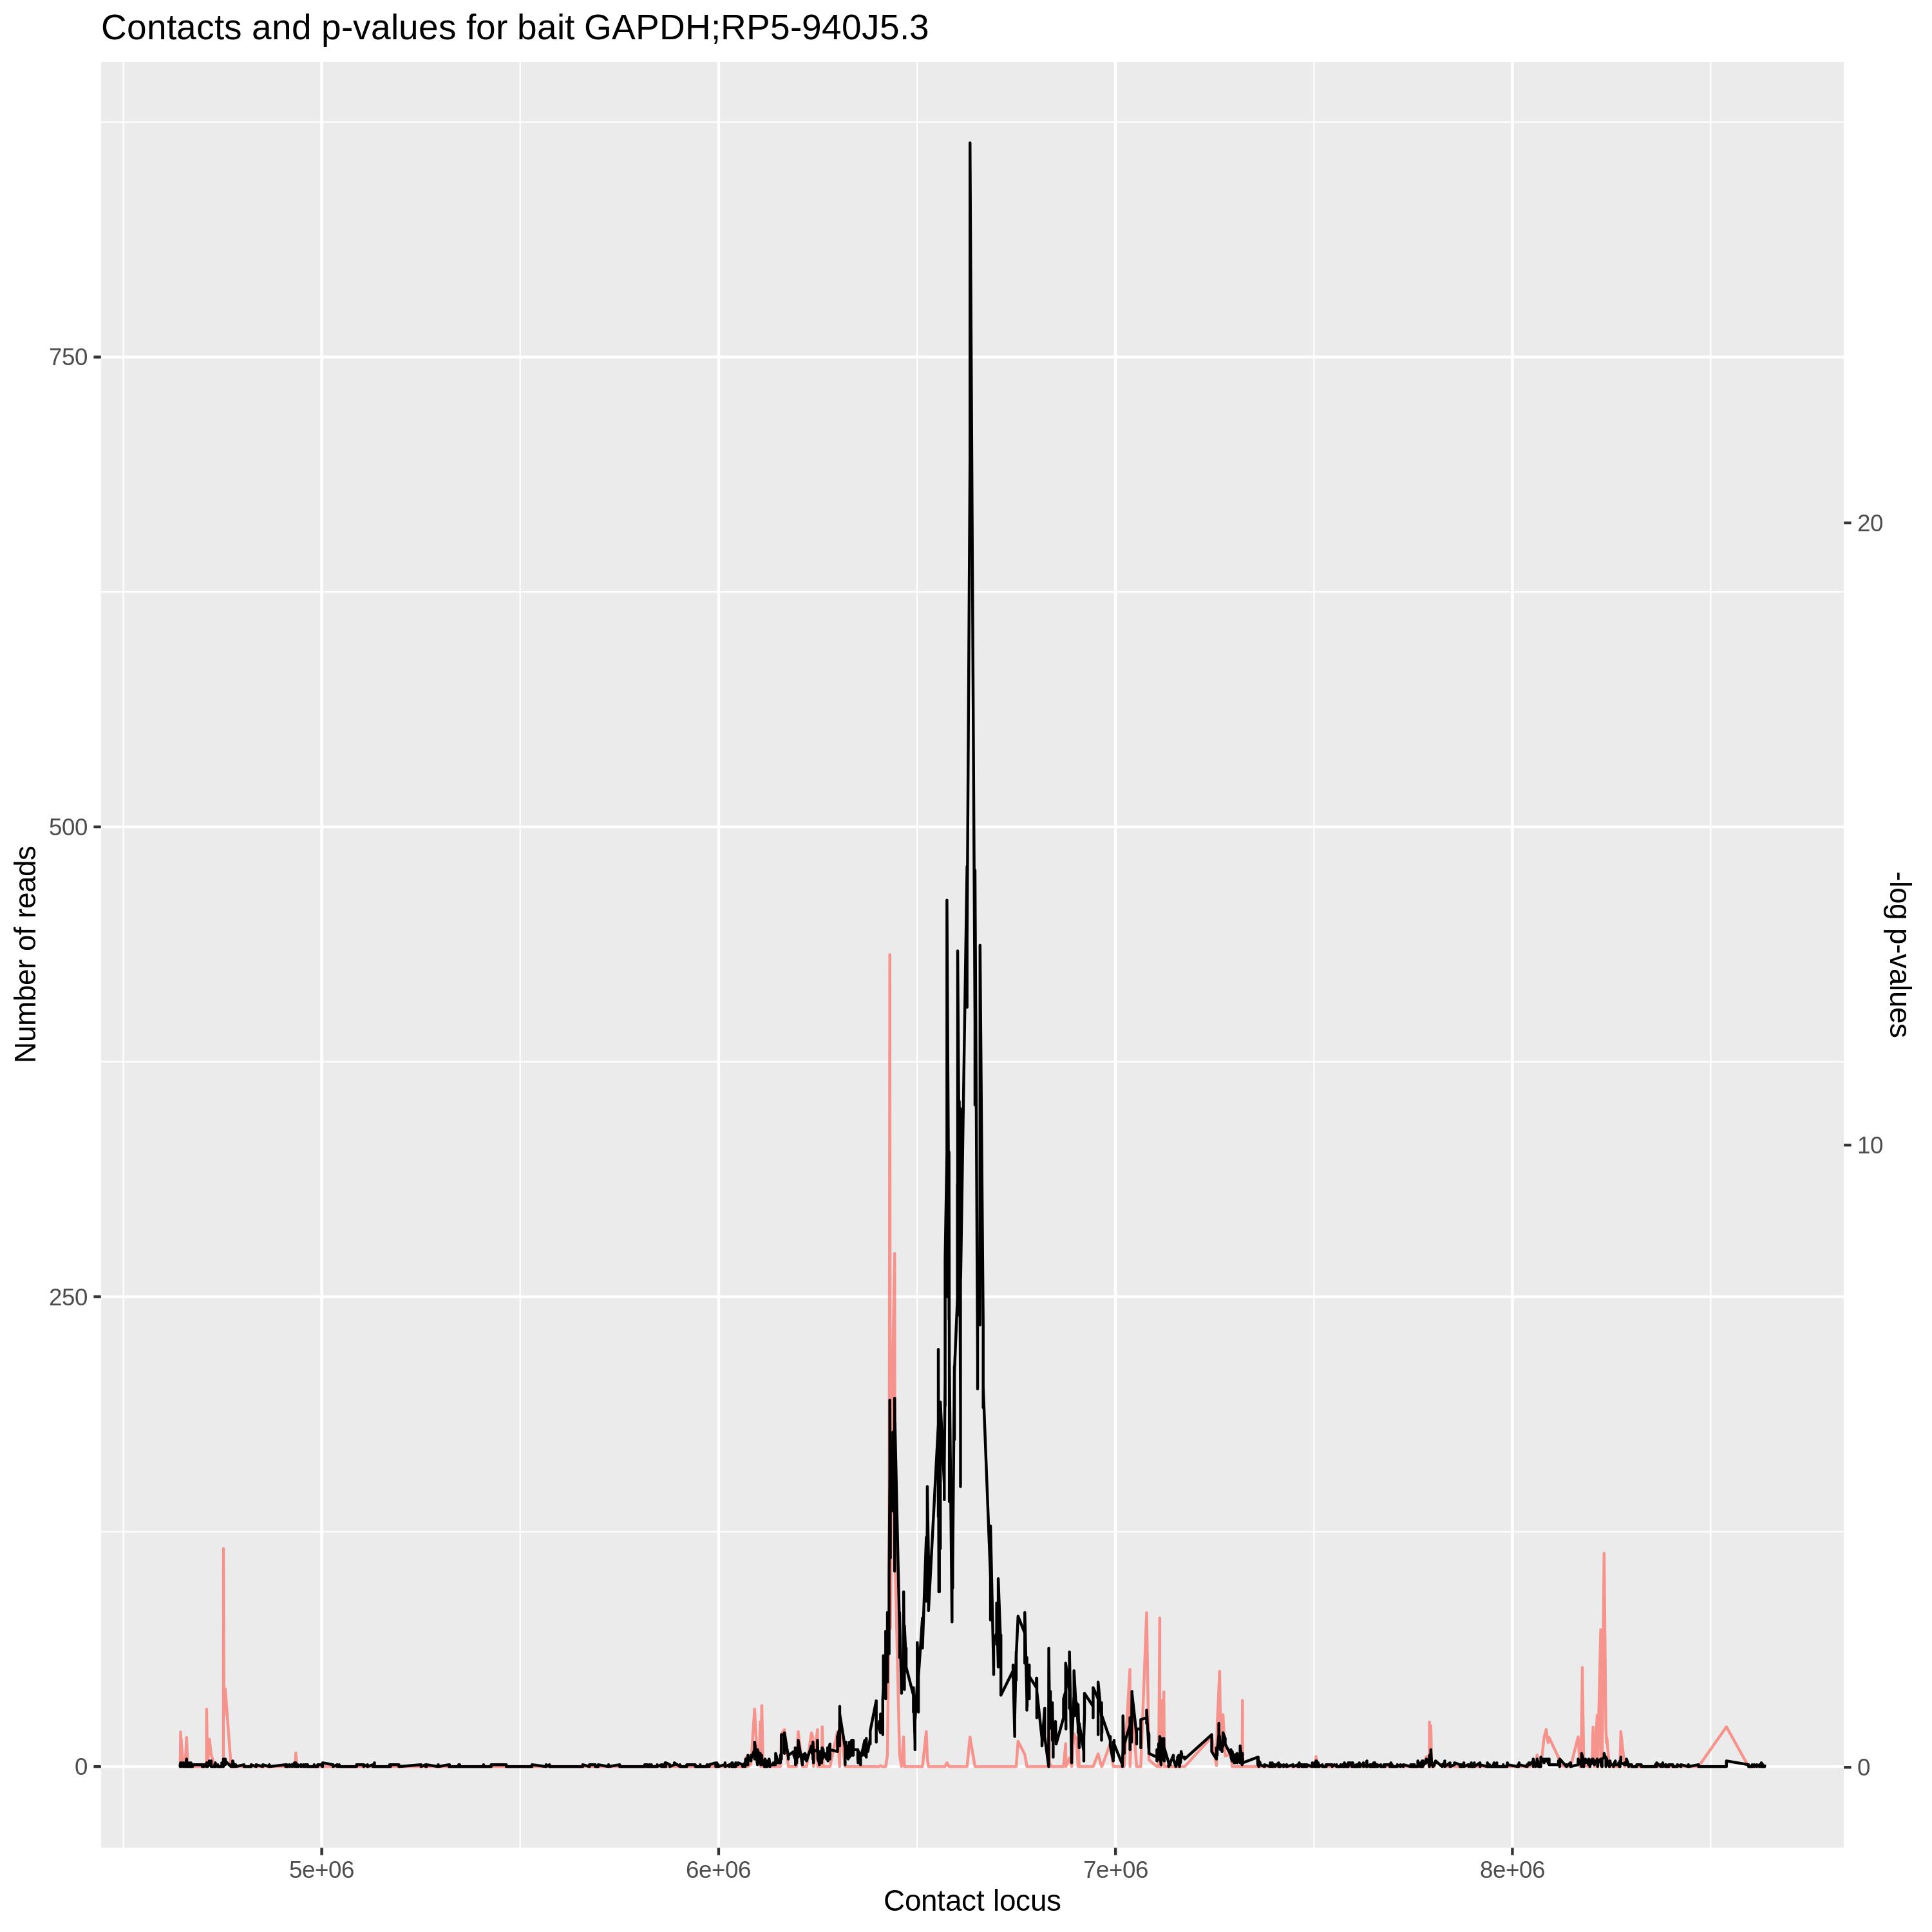 Contacts and p-values for bait GAPDH;RP5-940J5.3
750
500
250
0
Number of reads
20
10
0
-log p-values
5e+06
6e+06
7e+06
8e+06
Contact locus